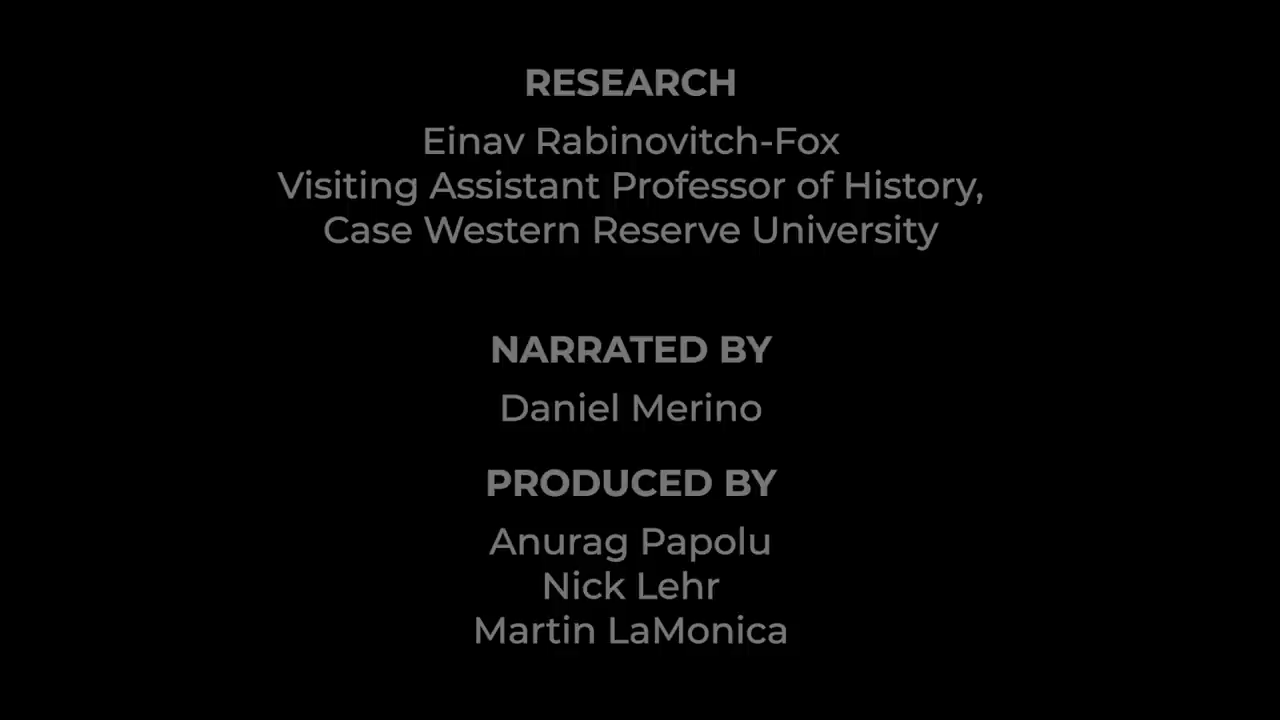 RESEARCH
Einav Rabinovitch-Fox
Visiting Assistant Professor of History,
Case Western Reserve University
NARRATED BY
Daniel Merino
PRODUCED BY
Anurag Papolu
Nick Lehr
Martin LaMonica